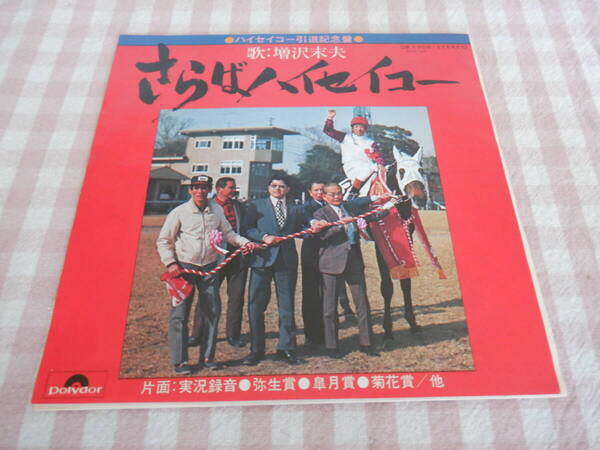 ●ハイセイコー引退記念盤●
歌：増沢末夫
さらばハイセイコー
片面：実況録音●弥生賞●皐月賞●菊花賞／他
Polydor